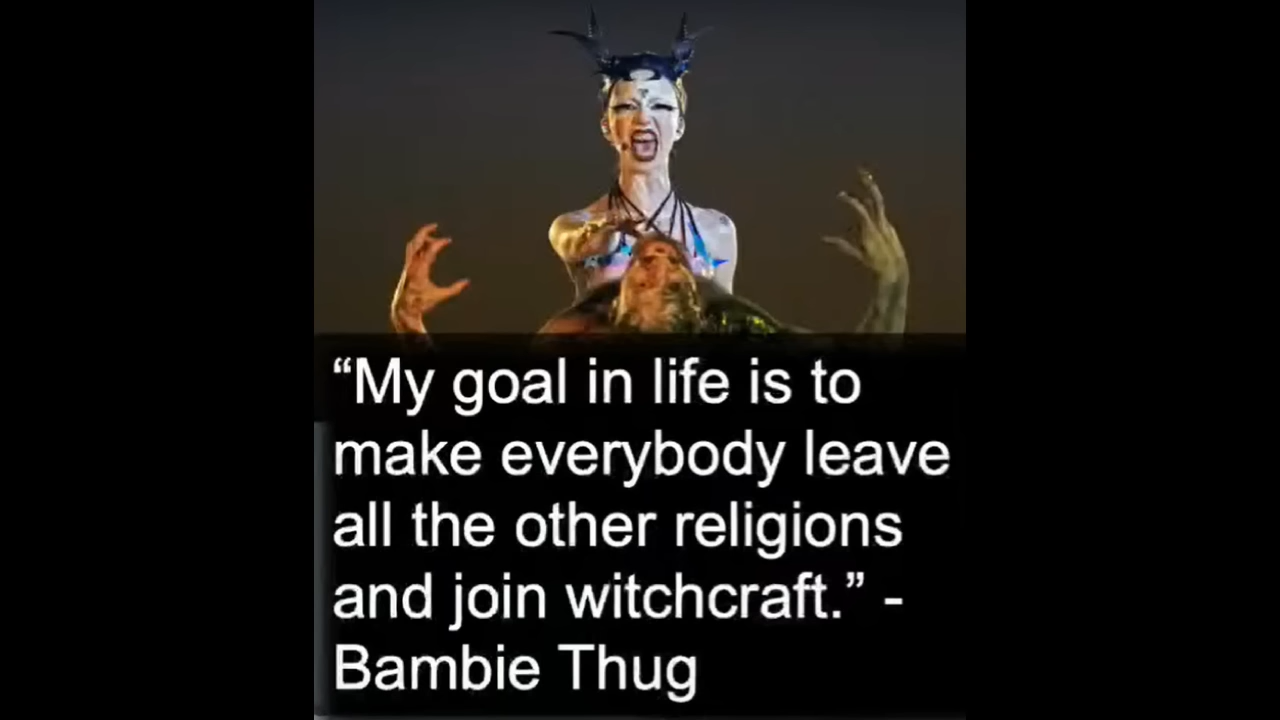 “My goal in life is to
make everybody leave
all the other religions
and join witchcraft.” -
Bambie Thug